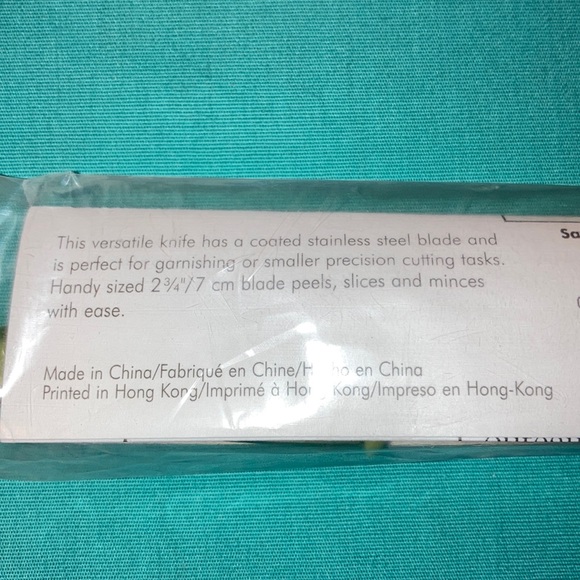 This versatile knife has a coated stainless steel blade and
is perfect for garnishing or smaller precision cutting tasks.
Handy sized 2¾"/7 cm blade peels, slices and minces
with ease.
Made in China/Fabriqué en Chine/Hecho en China
Printed in Hong Kong/Imprimé à Hong Kong/Impreso en Hong-Kong